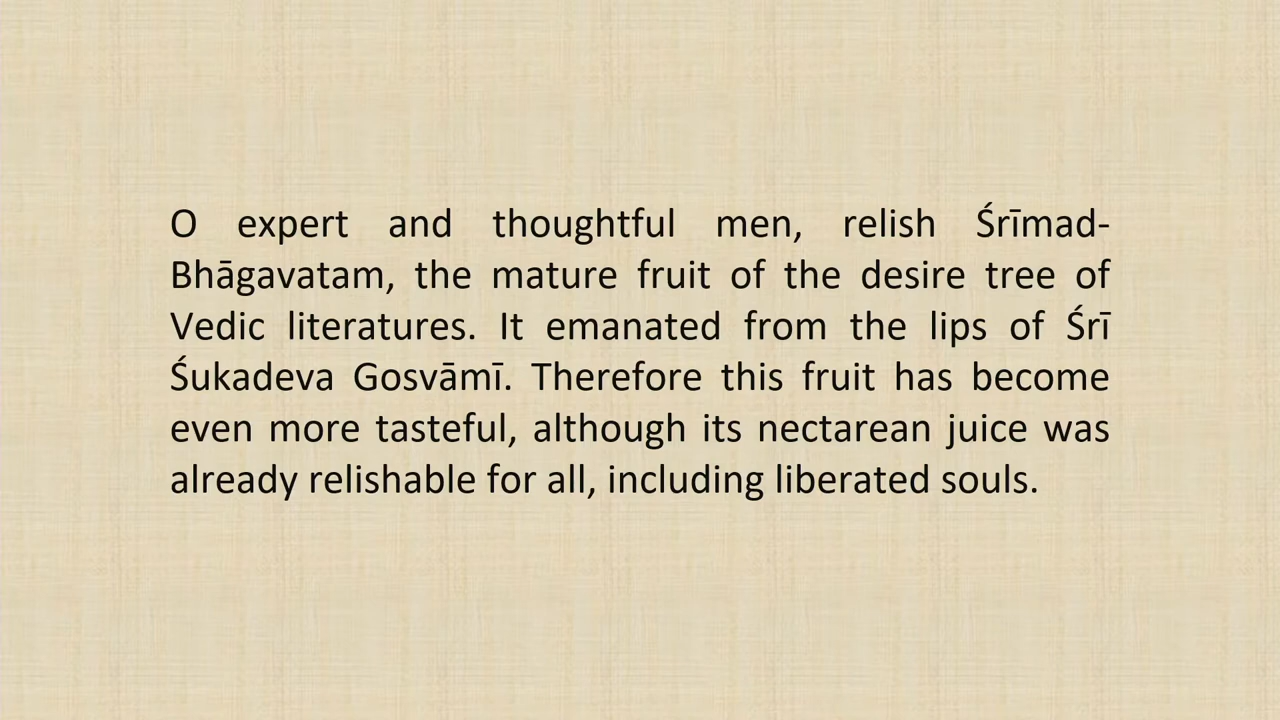 O expert and thoughtful men, relish Śrīmad-
Bhāgavatam, the mature fruit of the desire tree of
Vedic literatures. It emanated from the lips of Śrī
Śukadeva Gosvāmī. Therefore this fruit has become
even more tasteful, although its nectarean juice was
already relishable for all, including liberated souls.